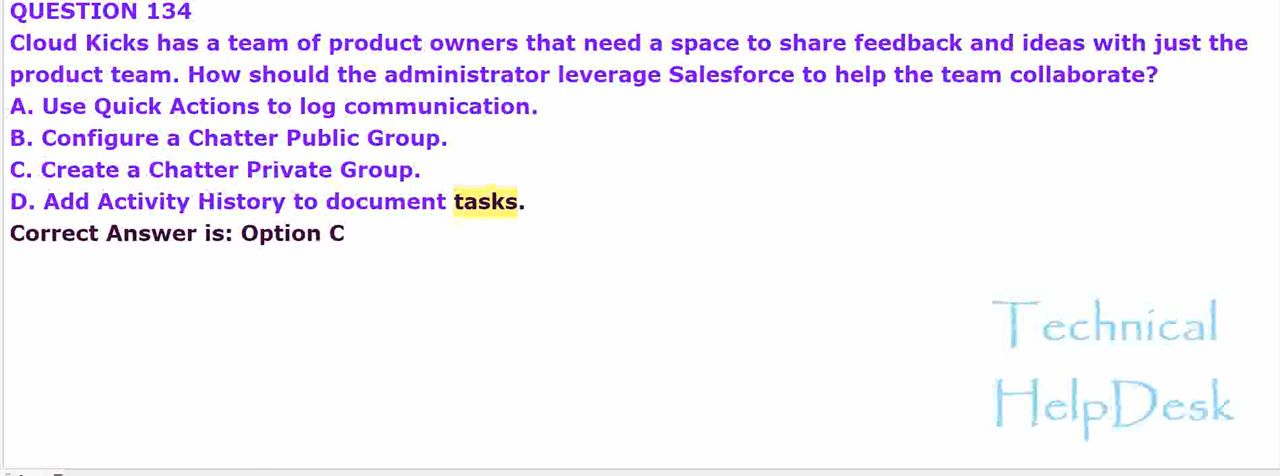 QUESTION 134
Cloud Kicks has a team of product owners that need a space to share feedback and ideas with just the
product team. How should the administrator leverage Salesforce to help the team collaborate?
A. Use Quick Actions to log communication.
B. Configure a Chatter Public Group.
C. Create a Chatter Private Group.
D. Add Activity History to document tasks.
Correct Answer is: Option C
Technical
HelpDesk